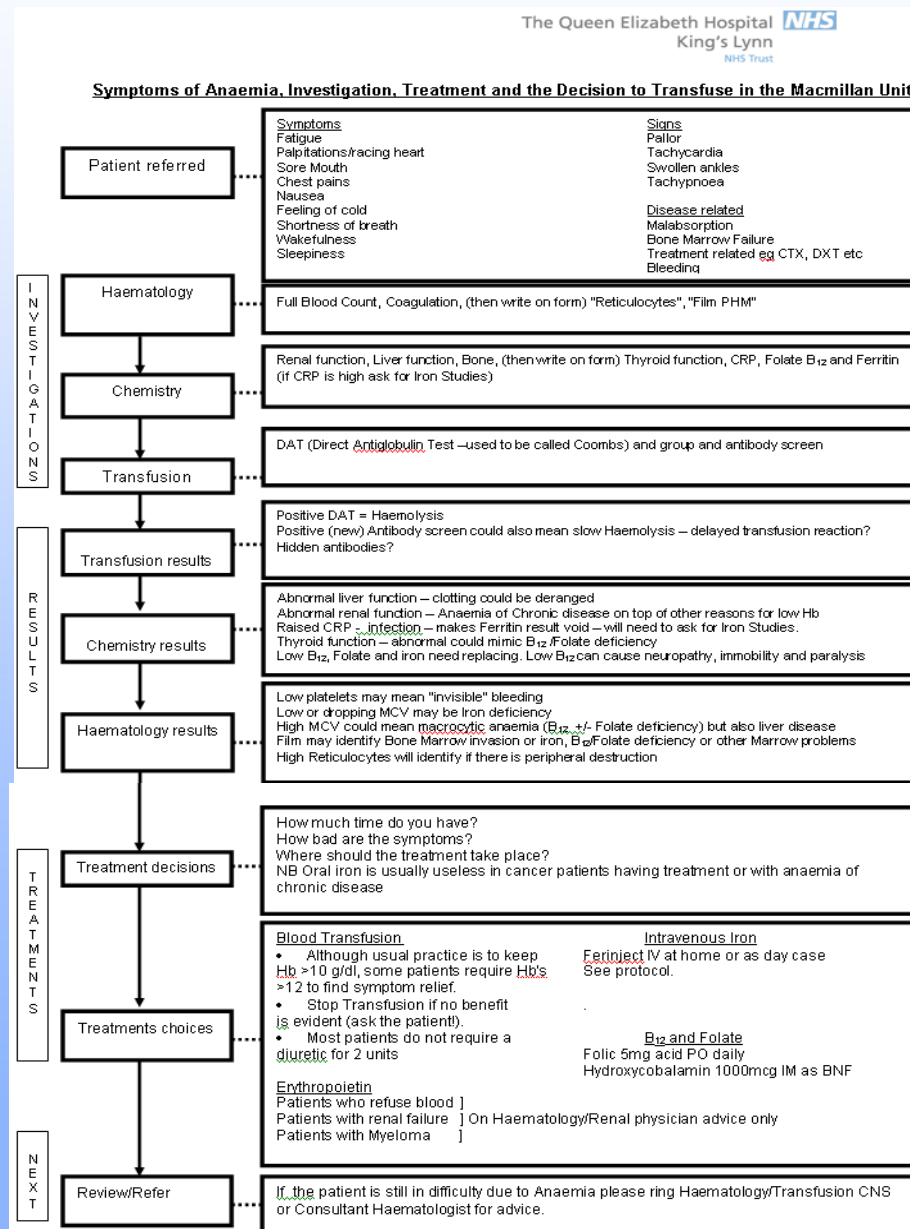 The Queen Elizabeth Hospital NHS
King's Lynn
NHS Trust
Symptoms of Anaemia, Investigation, Treatment and the Decision to Transfuse in the Macmillan Unit
Patient referred
Symptoms
Fatigue
Palpitations/racing heart
Sore Mouth
Chest pains
Nausea
Feeling of cold
Shortness of breath
Wakefulness
Sleepiness
Signs
Pallor
Tachycardia
Swollen ankles
Tachypnoea
Disease related
Malabsorption
Bone Marrow Failure
Treatment related eg CTX, DXT etc
Bleeding
INVESTIGATIONS
Haematology
Full Blood Count, Coagulation, (then write on form) "Reticulocytes", "Film PHM"
Chemistry
Renal function, Liver function, Bone, (then write on form) Thyroid function, CRP, Folate B12 and Ferritin
(if CRP is high ask for Iron Studies)
Transfusion
DAT (Direct Antiglobulin Test –used to be called Coombs) and group and antibody screen
RESULTS
Transfusion results
Positive DAT = Haemolysis
Positive (new) Antibody screen could also mean slow Haemolysis – delayed transfusion reaction?
Hidden antibodies?
Chemistry results
Abnormal liver function – clotting could be deranged
Abnormal renal function – Anaemia of Chronic disease on top of other reasons for low Hb
Raised CRP - infection – makes Ferritin result void – will need to ask for Iron Studies.
Thyroid function – abnormal could mimic B12 /Folate deficiency
Low B12, Folate and iron need replacing. Low B12 can cause neuropathy, immobility and paralysis
Haematology results
Low platelets may mean "invisible" bleeding
Low or dropping MCV may be Iron deficiency
High MCV could mean macrocytic anaemia (B12 +/- Folate deficiency) but also liver disease
Film may identify Bone Marrow invasion or iron, B12/Folate deficiency or other Marrow problems
High Reticulocytes will identify if there is peripheral destruction
TREATMENTS
Treatment decisions
How much time do you have?
How bad are the symptoms?
Where should the treatment take place?
NB Oral iron is usually useless in cancer patients having treatment or with anaemia of
chronic disease
Treatments choices
Blood Transfusion
• Although usual practice is to keep
Hb >10 g/dl, some patients require Hb's
>12 to find symptom relief.
• Stop Transfusion if no benefit
is evident (ask the patient!).
• Most patients do not require a
diuretic for 2 units
Intravenous Iron
Ferinject IV at home or as day case
See protocol.
.
B12 and Folate
Folic 5mg acid PO daily
Hydroxycobalamin 1000mcg IM as BNF
Erythropoietin
Patients who refuse blood ]
Patients with renal failure ] On Haematology/Renal physician advice only
Patients with Myeloma ]
NEXT
Review/Refer
If the patient is still in difficulty due to Anaemia please ring Haematology/Transfusion CNS
or Consultant Haematologist for advice.